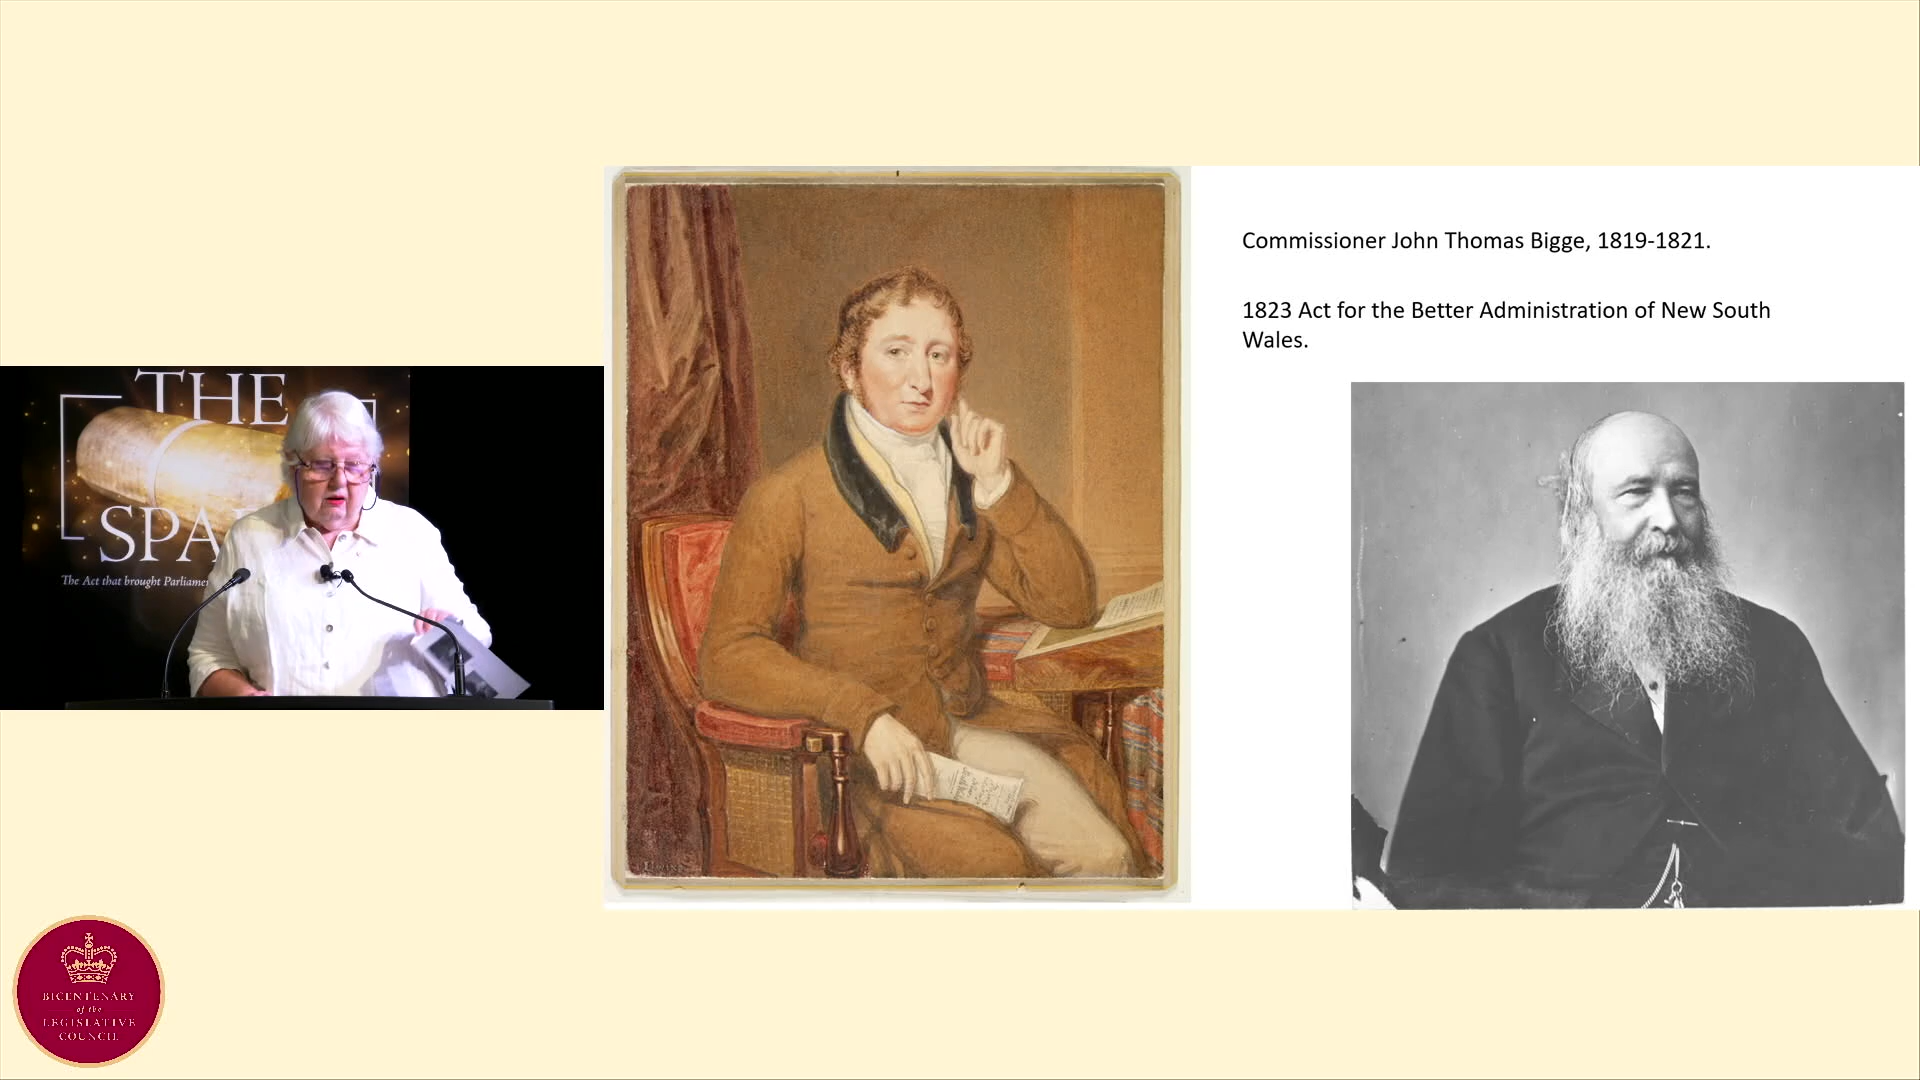 Commissioner John Thomas Bigge, 1819-1821.
1823 Act for the Better Administration of New South
Wales.
THE
SPA
The Act that brought Parliamen
BICENTENARY
of the
LEGISLATIVE
COUNCIL